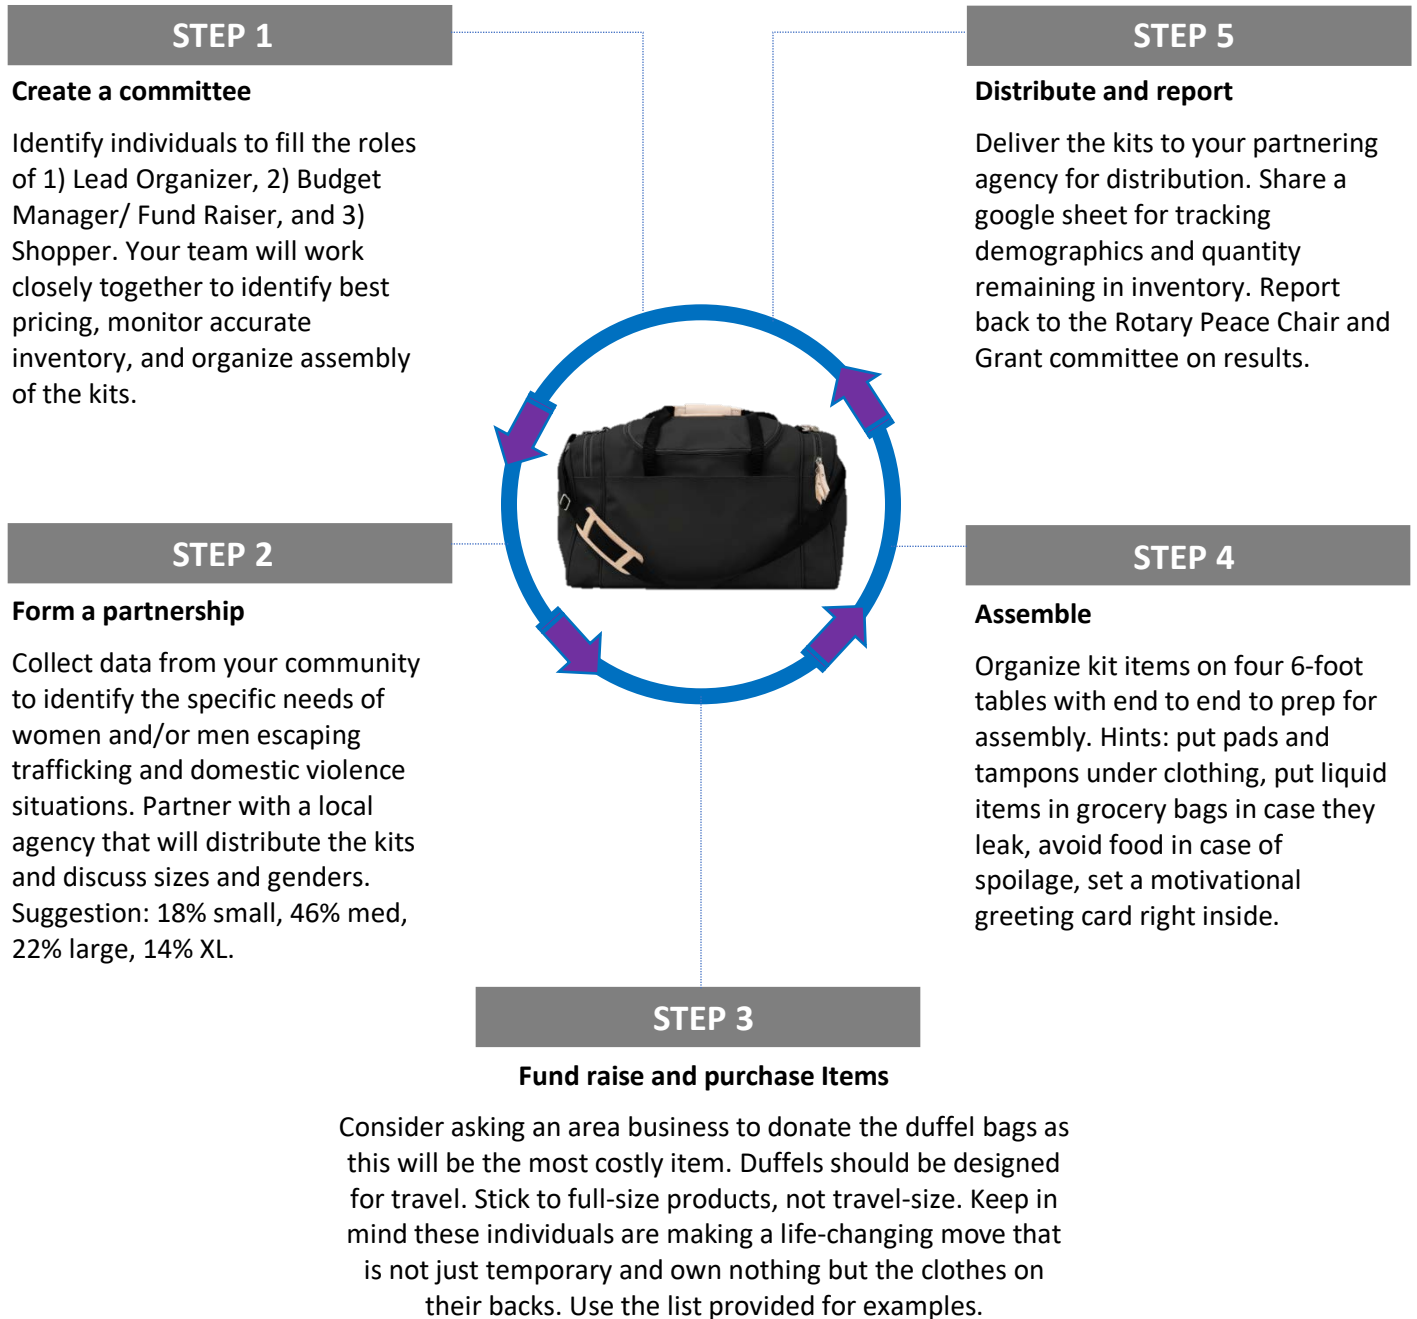 STEP 1
Create a committee
Identify individuals to fill the roles
of 1) Lead Organizer, 2) Budget
Manager/ Fund Raiser, and 3)
Shopper. Your team will work
closely together to identify best
pricing, monitor accurate
inventory, and organize assembly
of the kits.
STEP 2
Form a partnership
Collect data from your community
to identify the specific needs of
women and/or men escaping
trafficking and domestic violence
situations. Partner with a local
agency that will distribute the kits
and discuss sizes and genders.
Suggestion: 18% small, 46% med,
22% large, 14% XL.
STEP 3
Fund raise and purchase Items
Consider asking an area business to donate the duffel bags as
this will be the most costly item. Duffels should be designed
for travel. Stick to full-size products, not travel-size. Keep in
mind these individuals are making a life-changing move that
is not just temporary and own nothing but the clothes on
their backs. Use the list provided for examples.
STEP 4
Assemble
Organize kit items on four 6-foot
tables with end to end to prep for
assembly. Hints: put pads and
tampons under clothing, put liquid
items in grocery bags in case they
leak, avoid food in case of
spoilage, set a motivational
greeting card right inside.
STEP 5
Distribute and report
Deliver the kits to your partnering
agency for distribution. Share a
google sheet for tracking
demographics and quantity
remaining in inventory. Report
back to the Rotary Peace Chair and
Grant committee on results.